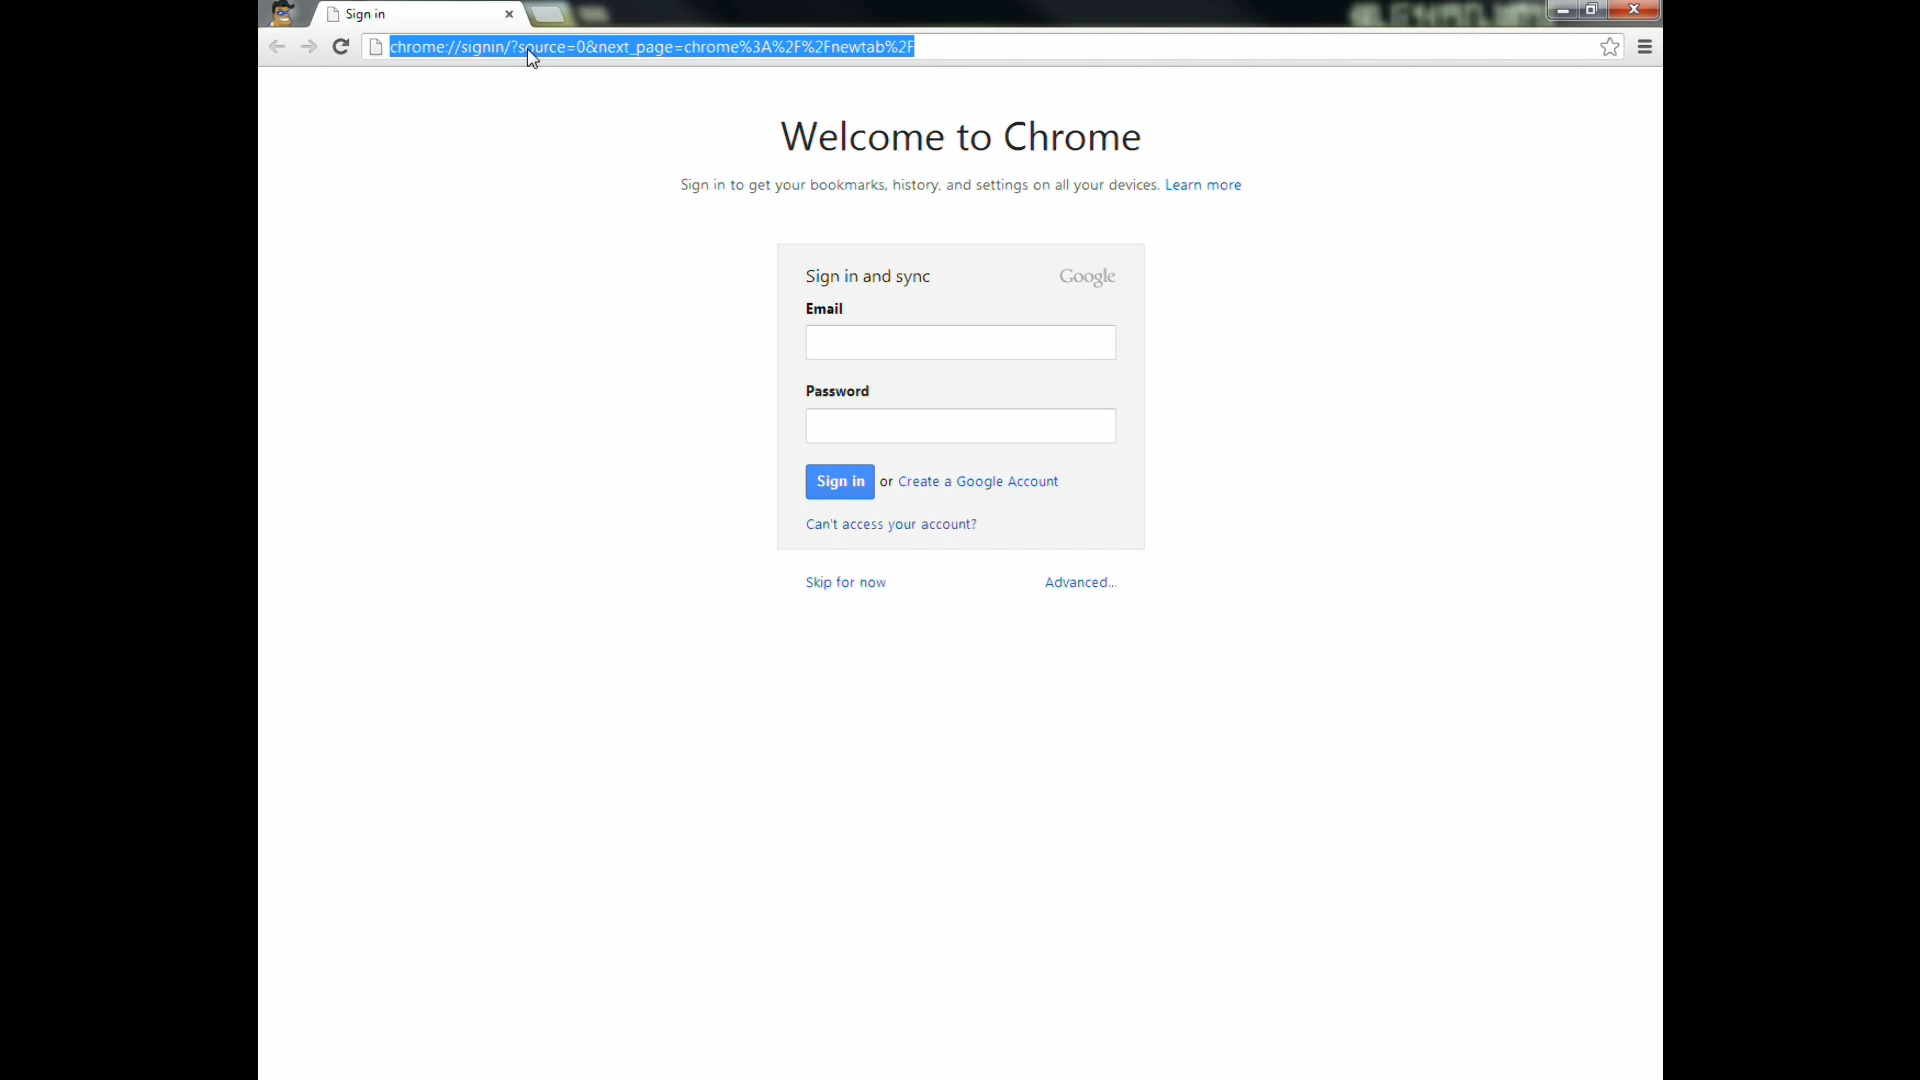 Sign in
chrome://signin/?source=0&next_page=chrome%3A%2F%2Fnewtab%2F
Welcome to Chrome
Sign in to get your bookmarks, history, and settings on all your devices. Learn more
Sign in and sync Google
Email
Password
Sign in or Create a Google Account
Can't access your account?
Skip for now Advanced...